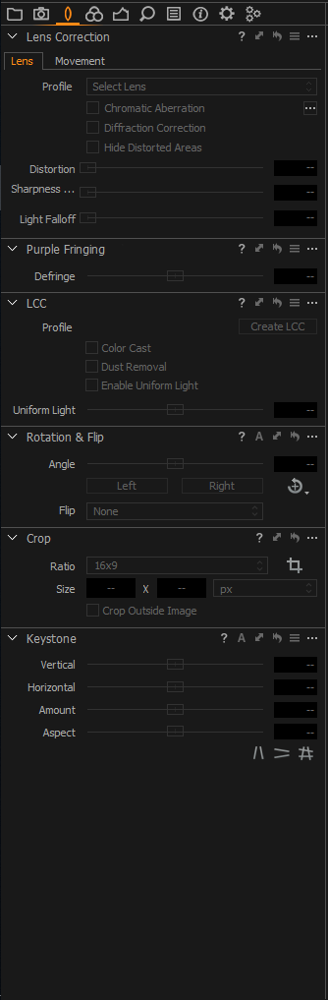 Lens Correction ?
Lens Movement
Profile Select Lens
Chromatic Aberration
Diffraction Correction
Hide Distorted Areas
Distortion --
Sharpness ... --
Light Falloff --
Purple Fringing ?
Defringe --
LCC ?
Profile Create LCC
Color Cast
Dust Removal
Enable Uniform Light
Uniform Light --
Rotation & Flip ? A
Angle --
Left Right
Flip None
Crop ?
Ratio 16x9
Size -- X -- px
Crop Outside Image
Keystone ? A
Vertical --
Horizontal --
Amount --
Aspect --